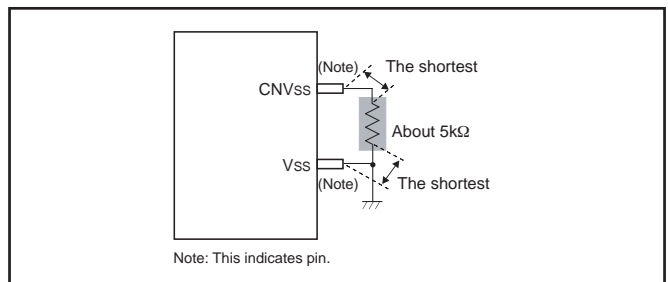 (Note)
The shortest
CNVSS
About 5kΩ
VSS
(Note)
The shortest
Note: This indicates pin.